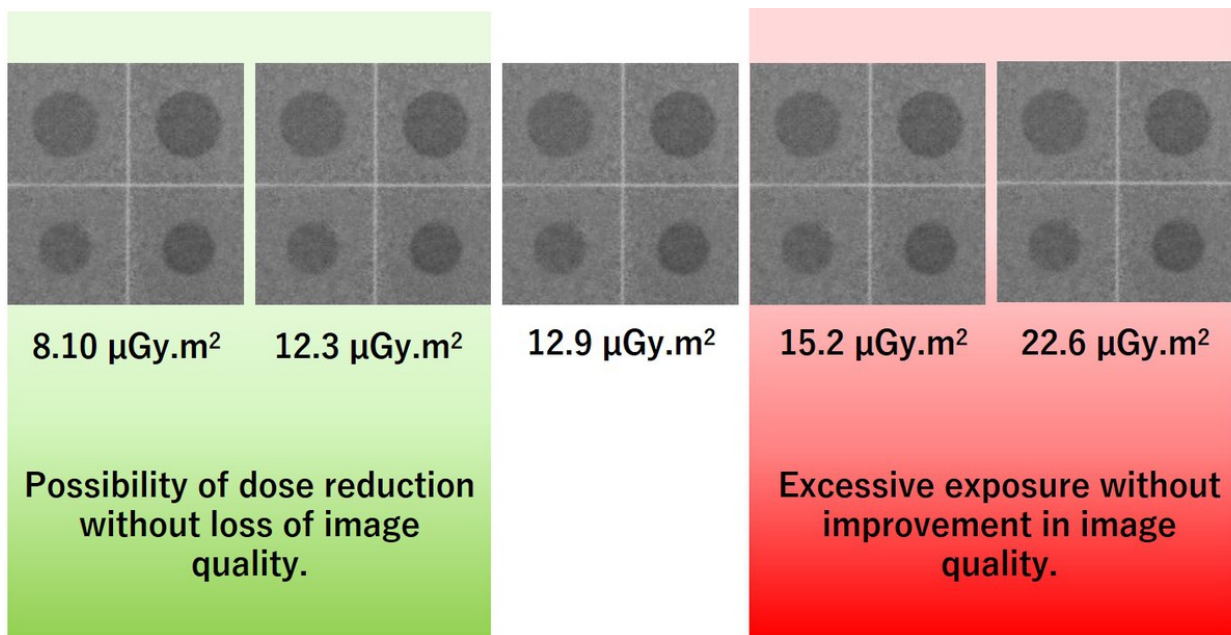 8.10 μGy.m²
12.3 μGy.m²
12.9 μGy.m²
15.2 μGy.m²
22.6 μGy.m²
Possibility of dose reduction
without loss of image
quality.
Excessive exposure without
improvement in image
quality.